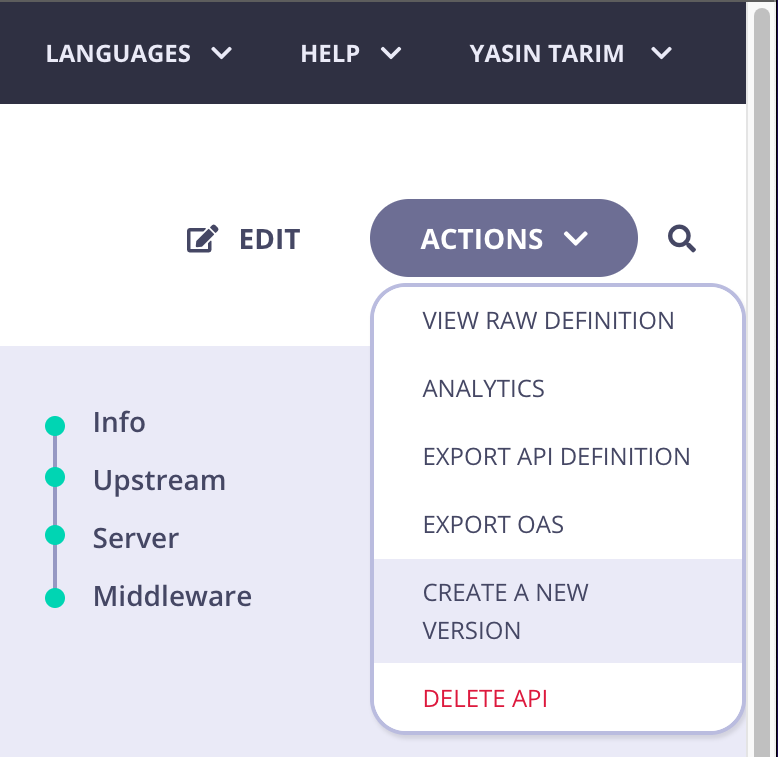 LANGUAGES HELP YASIN TARIM
EDIT ACTIONS
VIEW RAW DEFINITION
ANALYTICS
EXPORT API DEFINITION
EXPORT OAS
CREATE A NEW
VERSION
DELETE API
Info
Upstream
Server
Middleware